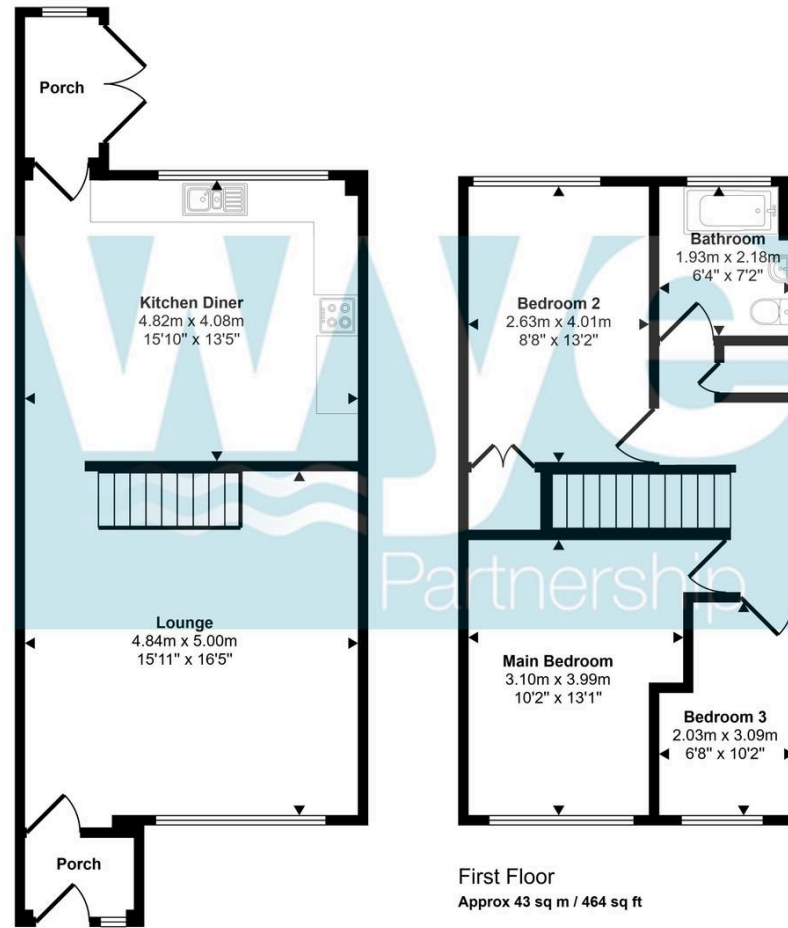 Porch
Kitchen Diner
4.82m x 4.08m
15'10" x 13'5"
Lounge
4.84m x 5.00m
15'11" x 16'5"
Porch
Bedroom 2
2.63m x 4.01m
8'8" x 13'2"
Bathroom
1.93m x 2.18m
6'4" x 7'2"
Main Bedroom
3.10m x 3.99m
10'2" x 13'1"
Bedroom 3
2.03m x 3.09m
6'8" x 10'2"
First Floor
Approx 43 sq m / 464 sq ft
wye
Partnership